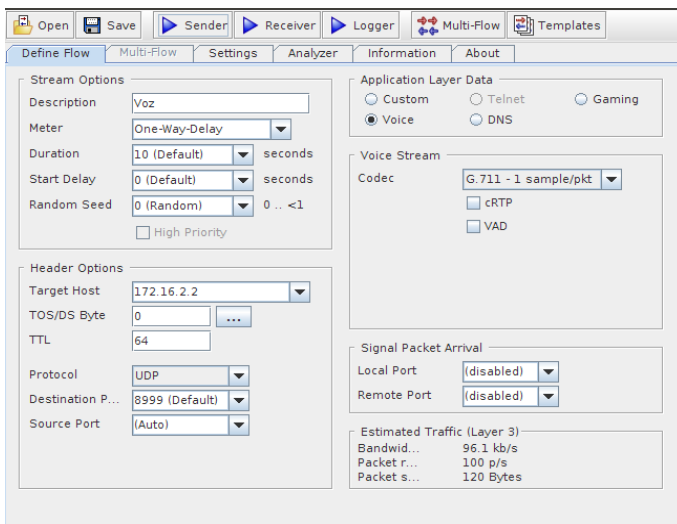 Open Save Sender Receiver Logger Multi-Flow Templates
Define Flow Multi-Flow Settings Analyzer Information About
Stream Options
Description Voz
Meter One-Way-Delay
Duration 10 (Default) seconds
Start Delay 0 (Default) seconds
Random Seed 0 (Random) 0 .. <1
High Priority
Header Options
Target Host 172.16.2.2
TOS/DS Byte 0 ...
TTL 64
Protocol UDP
Destination P... 8999 (Default)
Source Port (Auto)
Application Layer Data
Custom Telnet Gaming
Voice DNS
Voice Stream
Codec G.711 - 1 sample/pkt
cRTP
VAD
Signal Packet Arrival
Local Port (disabled)
Remote Port (disabled)
Estimated Traffic (Layer 3)
Bandwid... 96.1 kb/s
Packet r... 100 p/s
Packet s... 120 Bytes